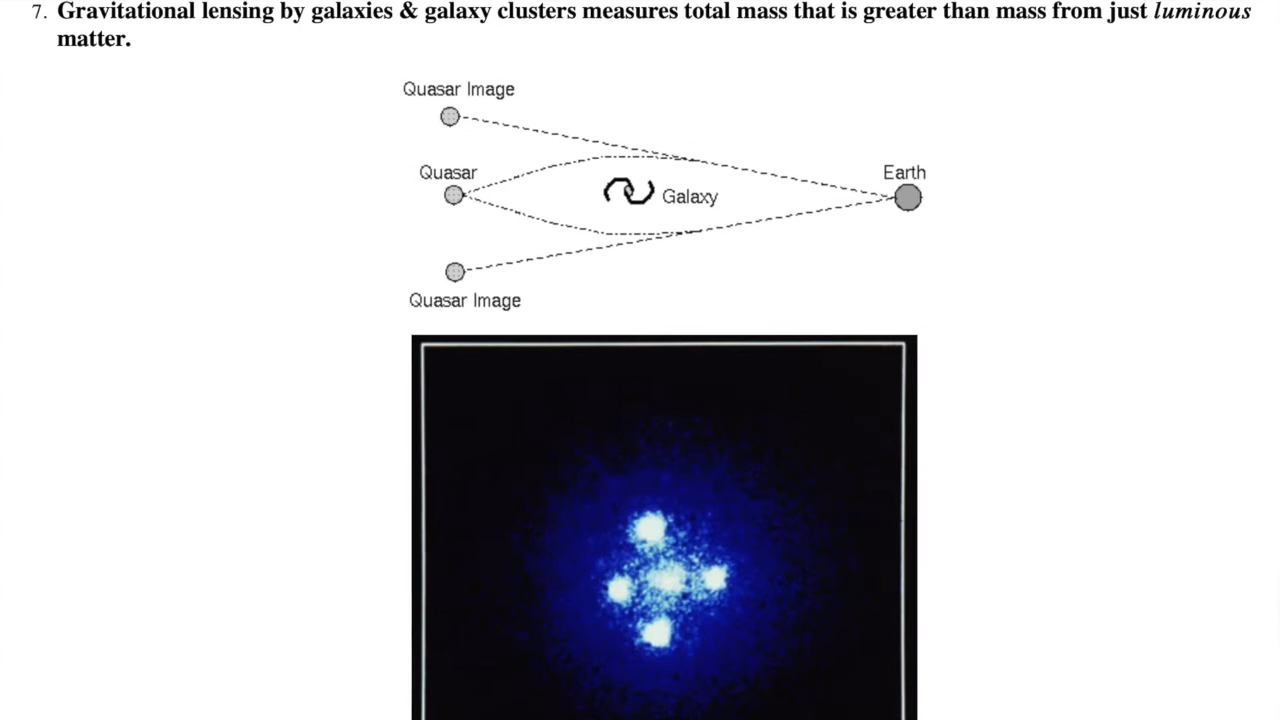 7. Gravitational lensing by galaxies & galaxy clusters measures total mass that is greater than mass from just luminous
matter.
Quasar Image
Quasar
Earth
Galaxy
Quasar Image